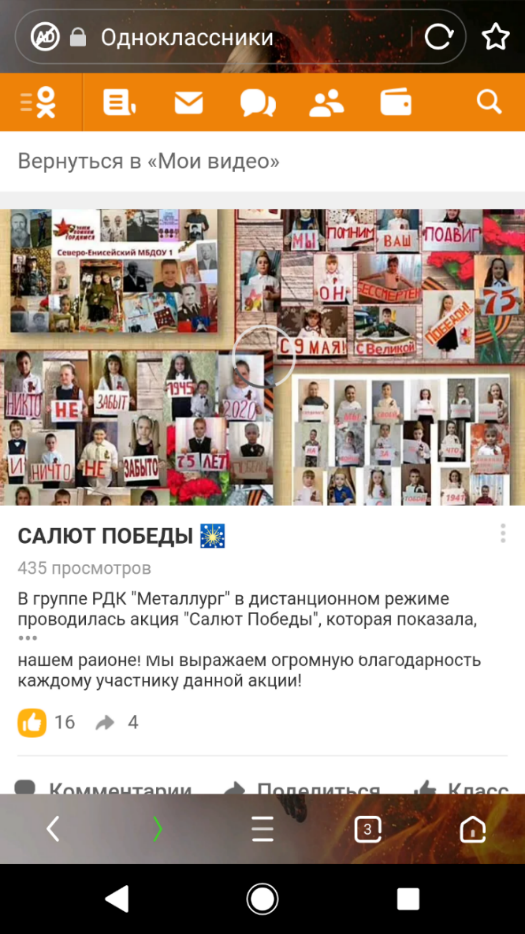 AD Одноклассники
Вернуться в «Мои видео»
Северо-Енисейский МБДОУ 1
МЫ ПОМНИМ ВАШ ПОДВИГ
ОН БЕССМЕРТЕН
С 9 МАЯ! С Великой ПОБЕДОЙ! 75
НИКТО НЕ ЗАБЫТ 1945 2020
И НИЧТО НЕ ЗАБЫТО 75 ЛЕТ
1941
САЛЮТ ПОБЕДЫ
435 просмотров
В группе РДК "Металлург" в дистанционном режиме
проводилась акция "Салют Победы", которая показала,
...
нашем районе! Мы выражаем огромную благодарность
каждому участнику данной акции!
16 4
Комментарии Поделиться Класс
3